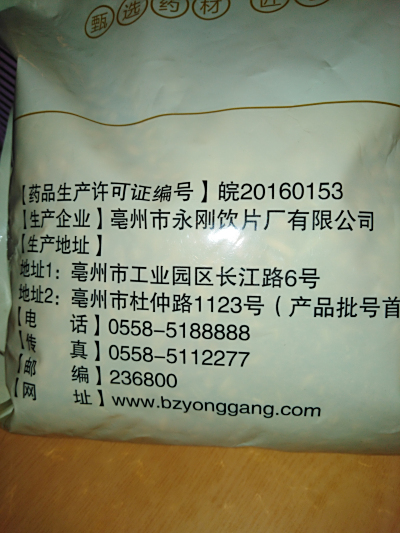 甄选药材 匠
【药品生产许可证编号】皖20160153
【生产企业】亳州市永刚饮片厂有限公司
【生产地址】
地址1：亳州市工业园区长江路6号
地址2：亳州市杜仲路1123号（产品批号首
【电 话】0558-5188888
【传 真】0558-5112277
【邮 编】236800
【网 址】www.bzyonggang.com